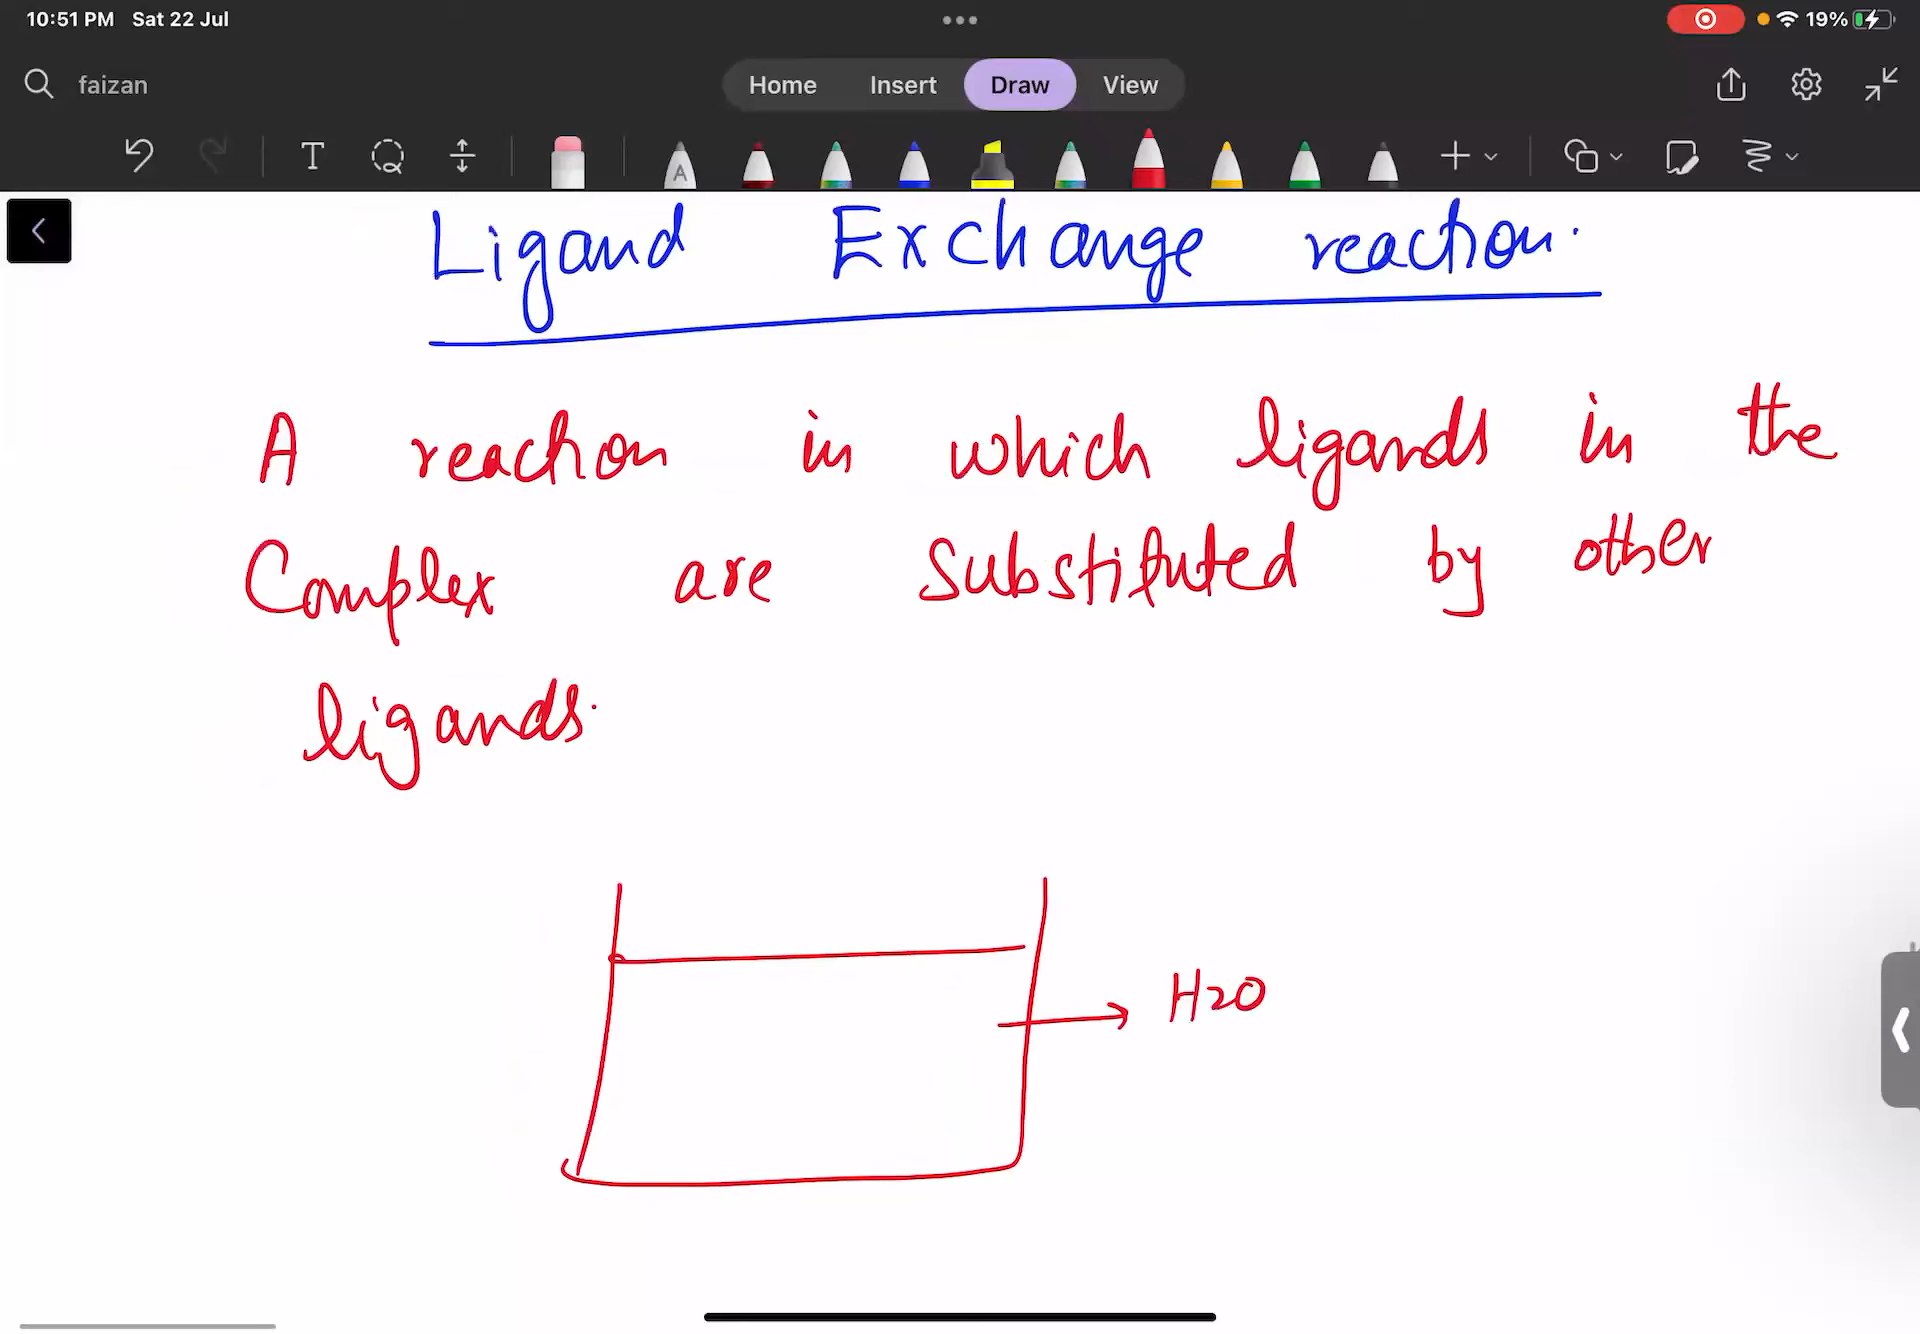 10:51 PM Sat 22 Jul
19%
faizan
Home Insert Draw View
T
A
Ligand Exchange reaction.
A reaction in which ligands in the
Complex are substituted by other
ligands.
H2O